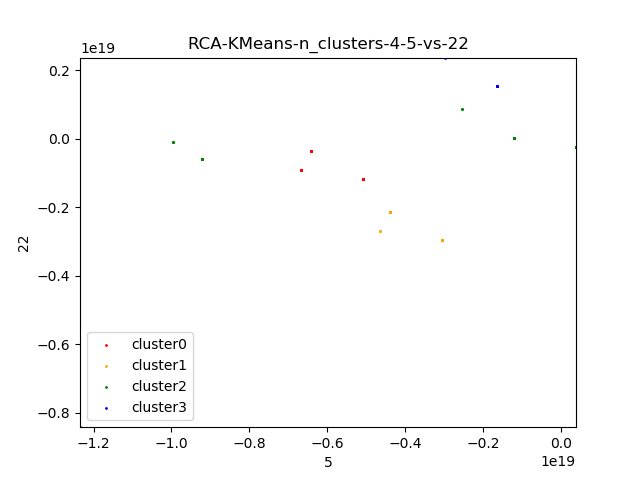 RCA-KMeans-n_clusters-4-5-vs-22
1e19
0.2
0.0
−0.2
−0.4
−0.6
−0.8
22
cluster0
cluster1
cluster2
cluster3
−1.2 −1.0 −0.8 −0.6 −0.4 −0.2 0.0
5
1e19